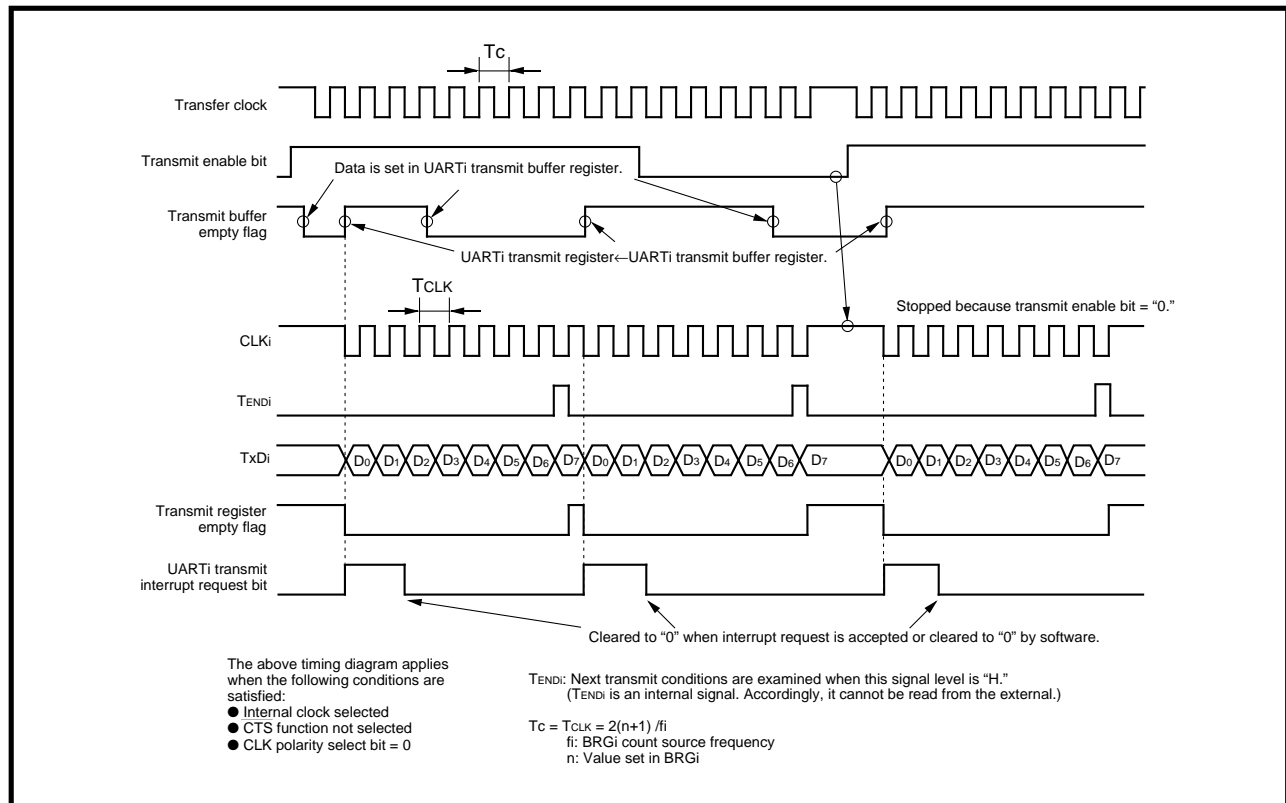 Tc
Transfer clock
Transmit enable bit
Data is set in UARTi transmit buffer register.
Transmit buffer
empty flag
UARTi transmit register←UARTi transmit buffer register.
TCLK
Stopped because transmit enable bit = “0.”
CLKi
TENDi
TxDi
D0 D1 D2 D3 D4 D5 D6 D7 D0 D1 D2 D3 D4 D5 D6 D7 D0 D1 D2 D3 D4 D5 D6 D7
Transmit register
empty flag
UARTi transmit
interrupt request bit
Cleared to “0” when interrupt request is accepted or cleared to “0” by software.
The above timing diagram applies
when the following conditions are
satisfied:
● Internal clock selected
● CTS function not selected
● CLK polarity select bit = 0
TENDi: Next transmit conditions are examined when this signal level is “H.”
(TENDi is an internal signal. Accordingly, it cannot be read from the external.)
Tc = TCLK = 2(n+1) /fi
fi: BRGi count source frequency
n: Value set in BRGi